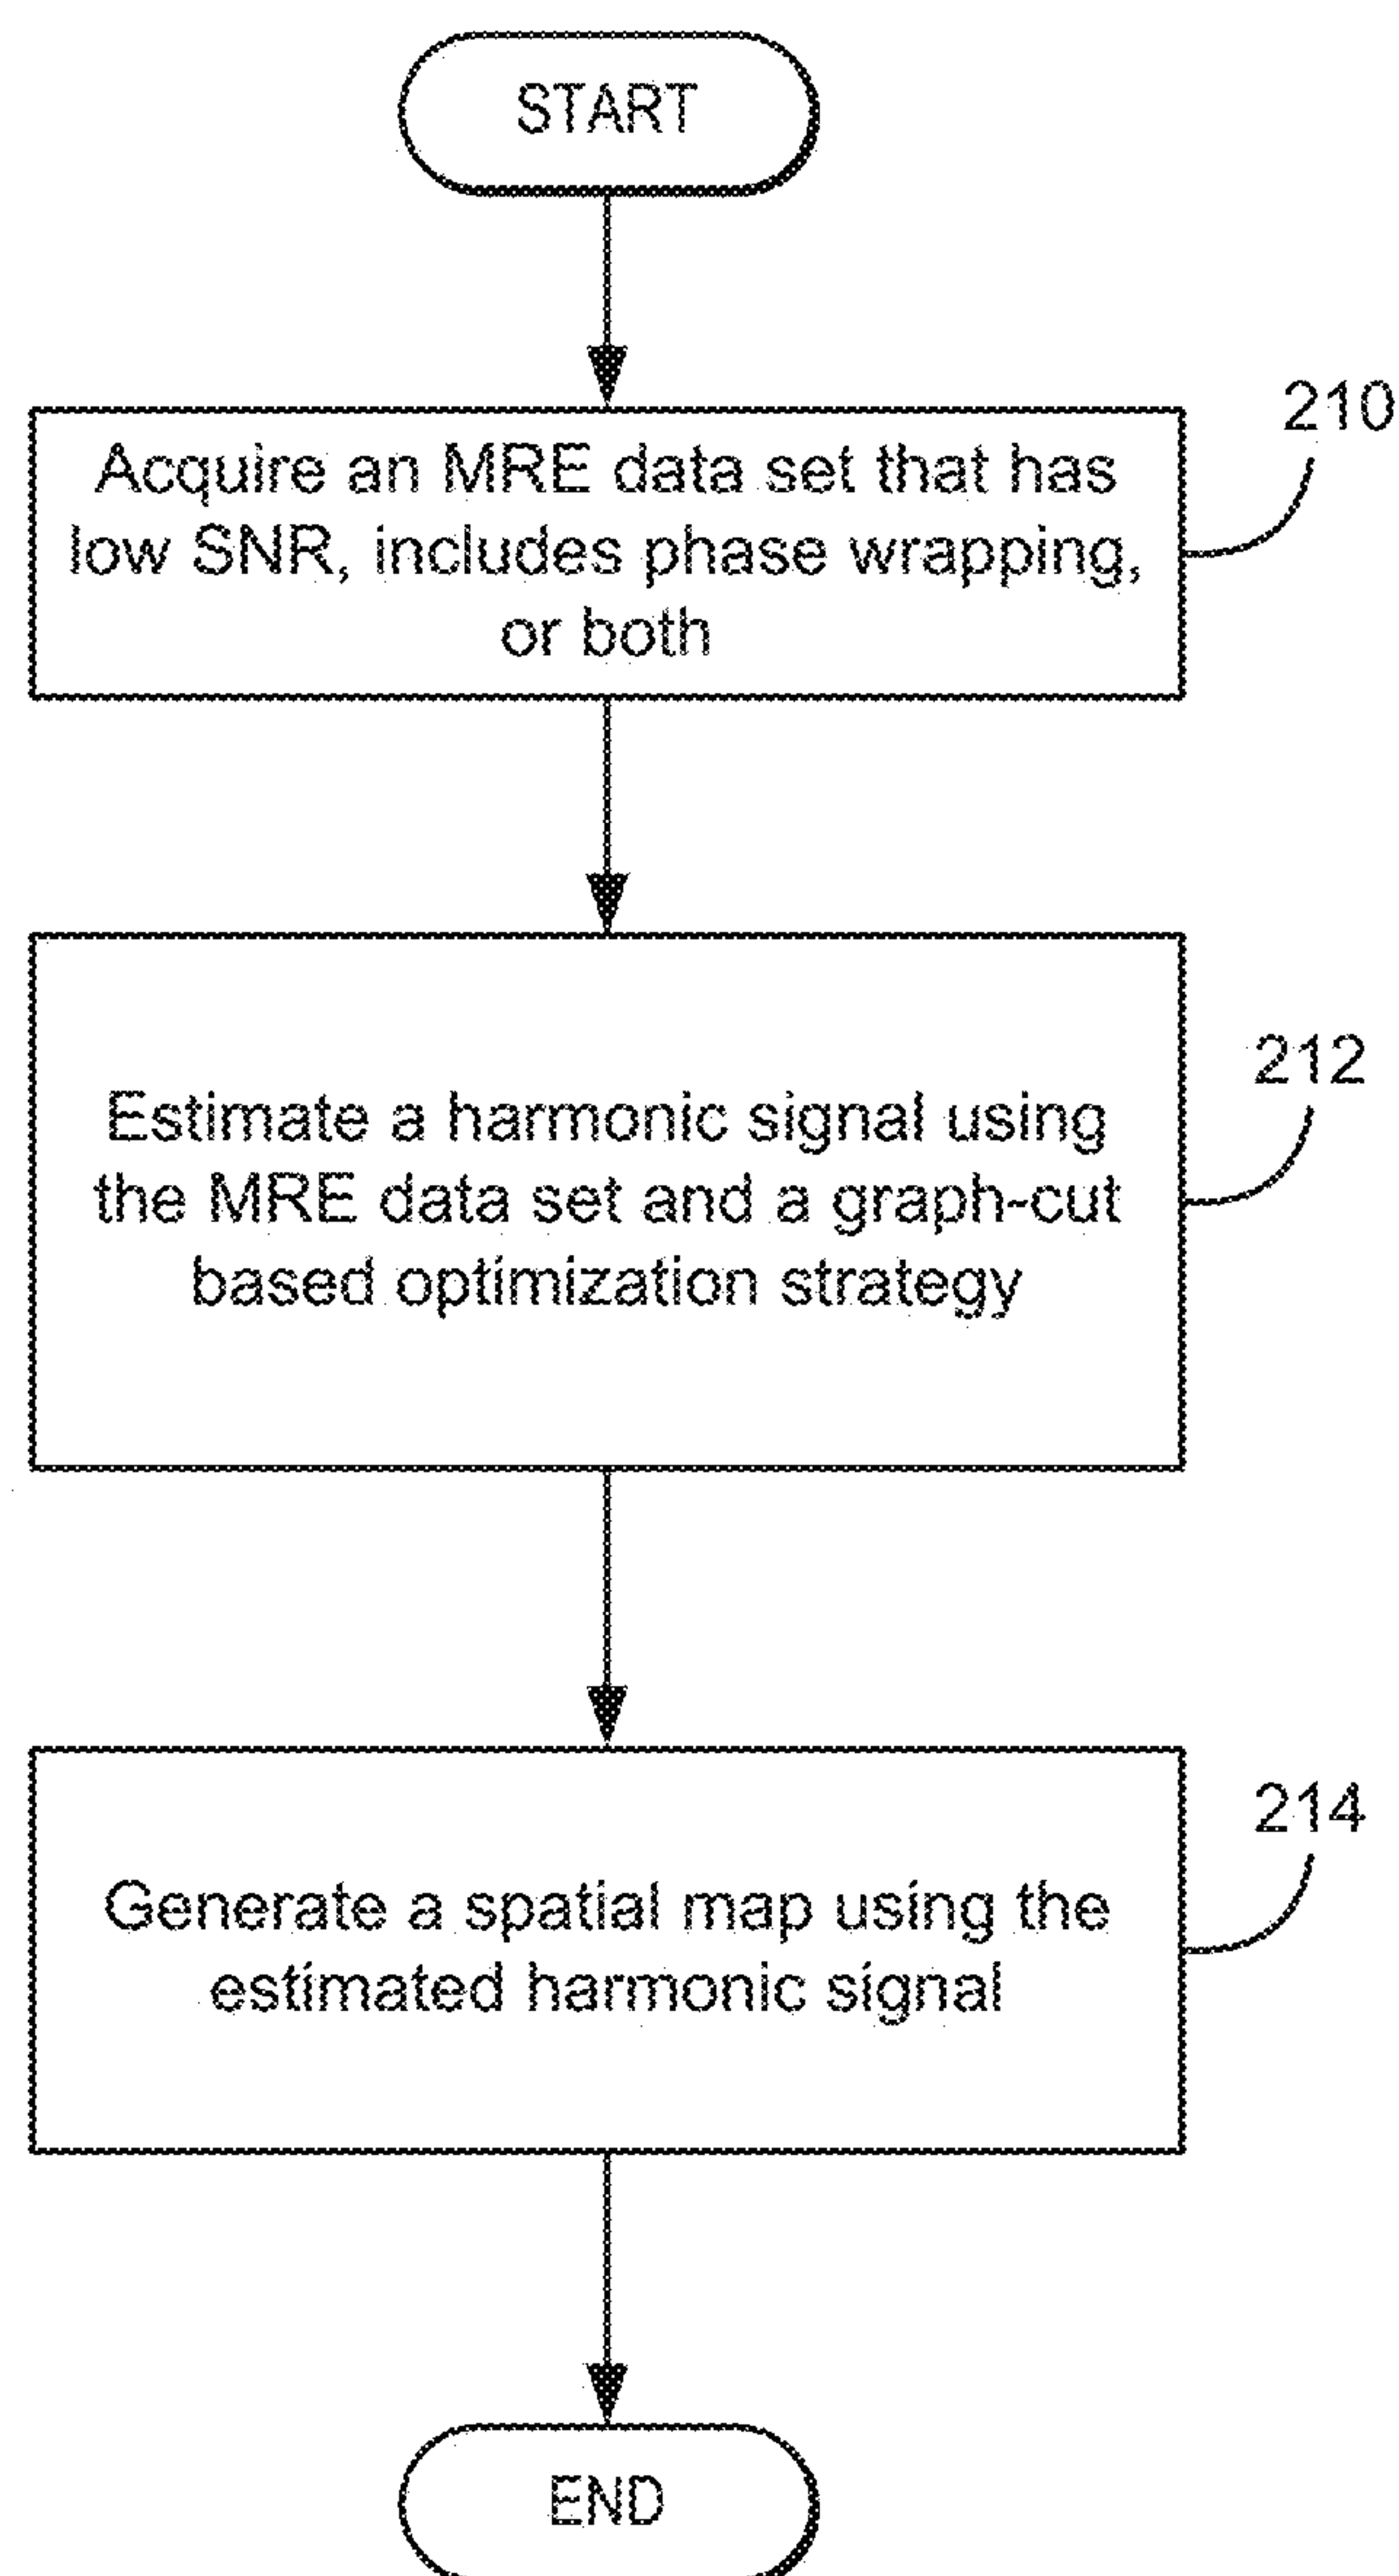 START
210
Acquire an MRE data set that has
low SNR, includes phase wrapping,
or both
212
Estimate a harmonic signal using
the MRE data set and a graph-cut
based optimization strategy
214
Generate a spatial map using the
estimated harmonic signal
END